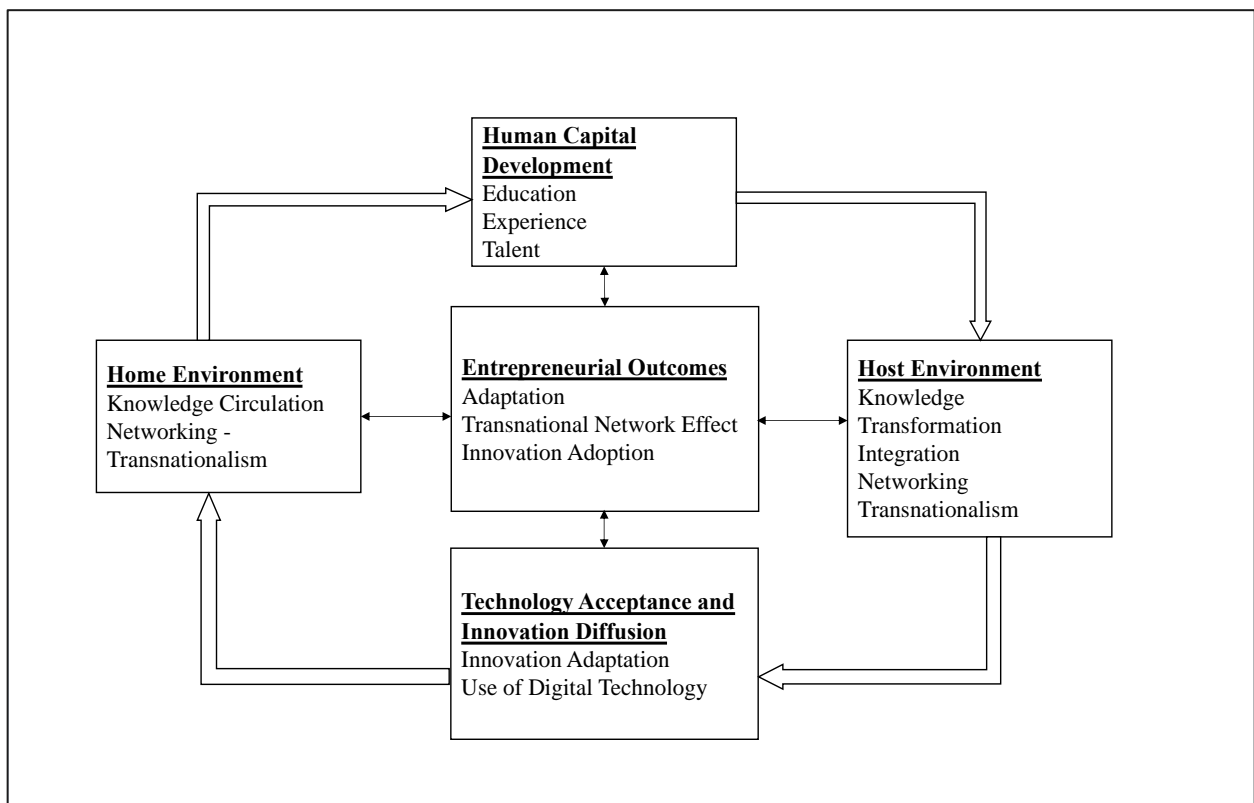 Human Capital
Development
Education
Experience
Talent
Home Environment
Knowledge Circulation
Networking -
Transnationalism
Entrepreneurial Outcomes
Adaptation
Transnational Network Effect
Innovation Adoption
Host Environment
Knowledge
Transformation
Integration
Networking
Transnationalism
Technology Acceptance and
Innovation Diffusion
Innovation Adaptation
Use of Digital Technology